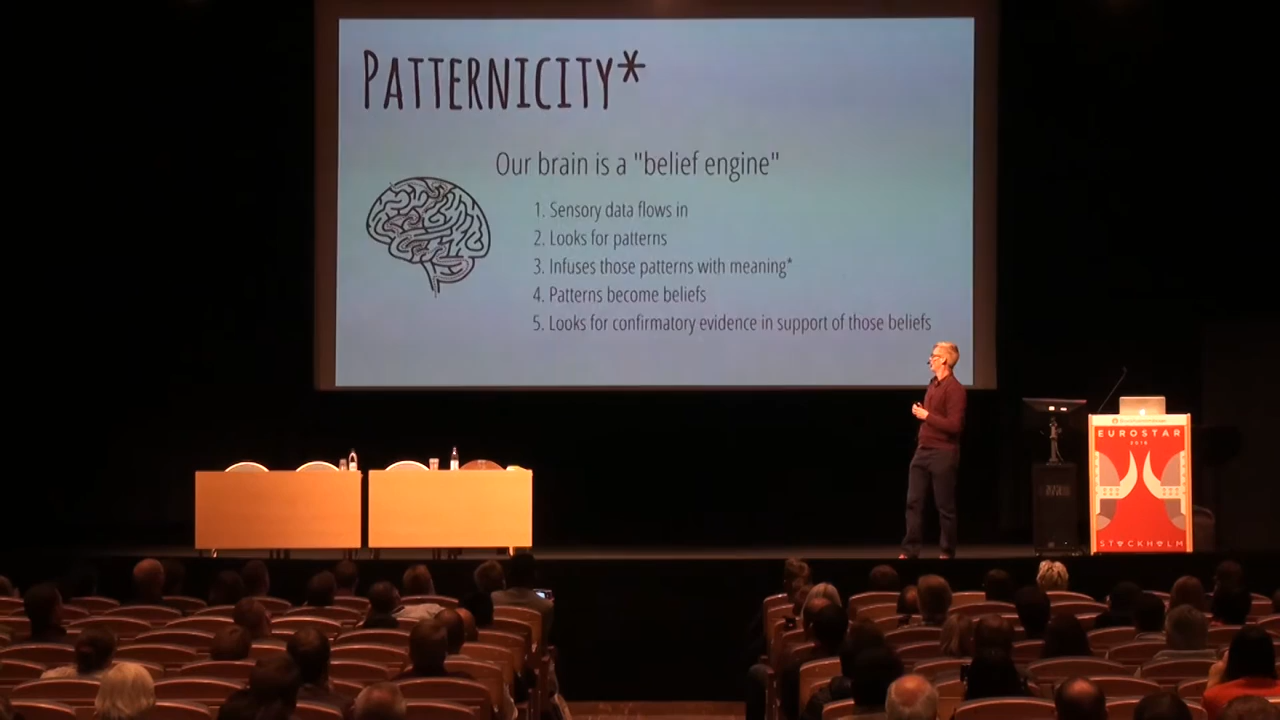 PATTERNICITY*
Our brain is a "belief engine"
1. Sensory data flows in
2. Looks for patterns
3. Infuses those patterns with meaning*
4. Patterns become beliefs
5. Looks for confirmatory evidence in support of those beliefs
EUROSTAR
STOCKHOLM